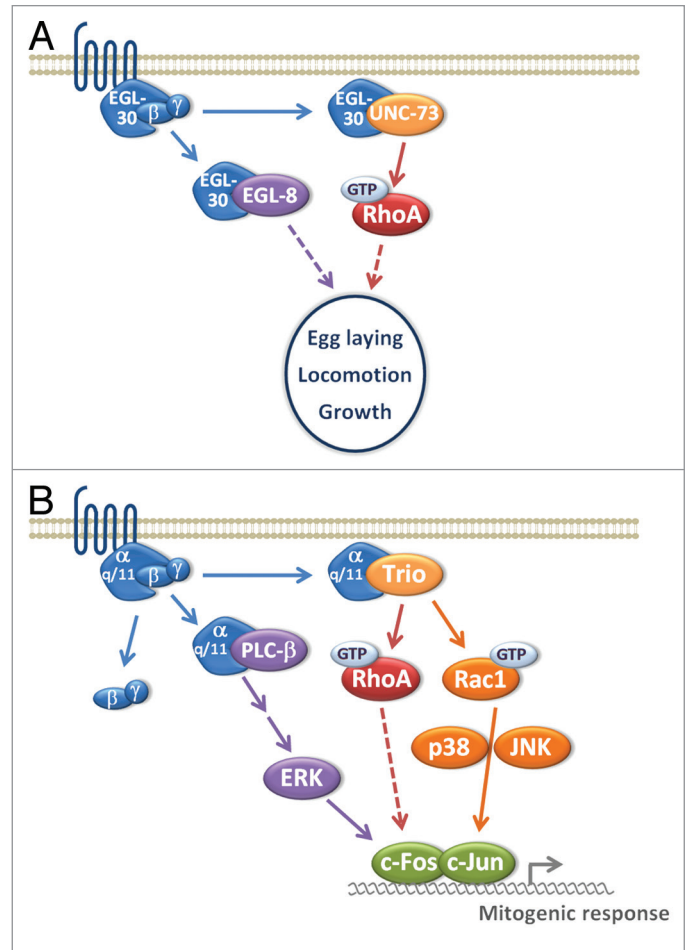 A
EGL-
30
β
γ
EGL-
30
UNC-73
EGL-
30
EGL-8
GTP
RhoA
Egg laying
Locomotion
Growth
B
α
q/11
β
γ
α
q/11
Trio
α
q/11
PLC-β
β
γ
GTP
RhoA
GTP
Rac1
p38
JNK
ERK
c-Fos
c-Jun
Mitogenic response